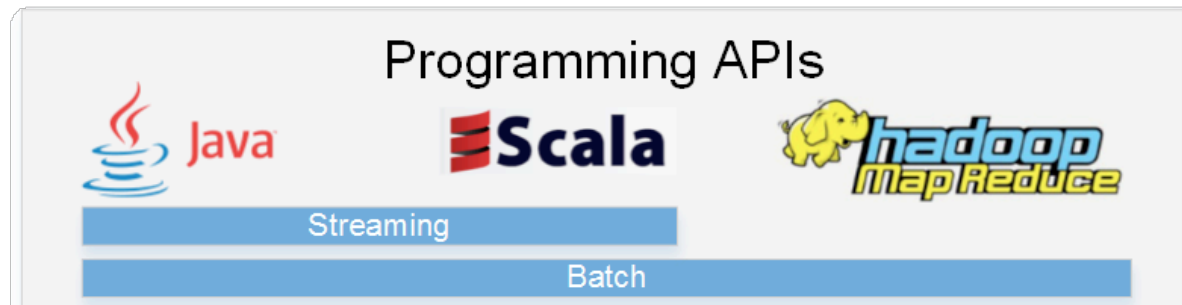 Programming APIs
Java
Scala
hadoop
Map Reduce
Streaming
Batch